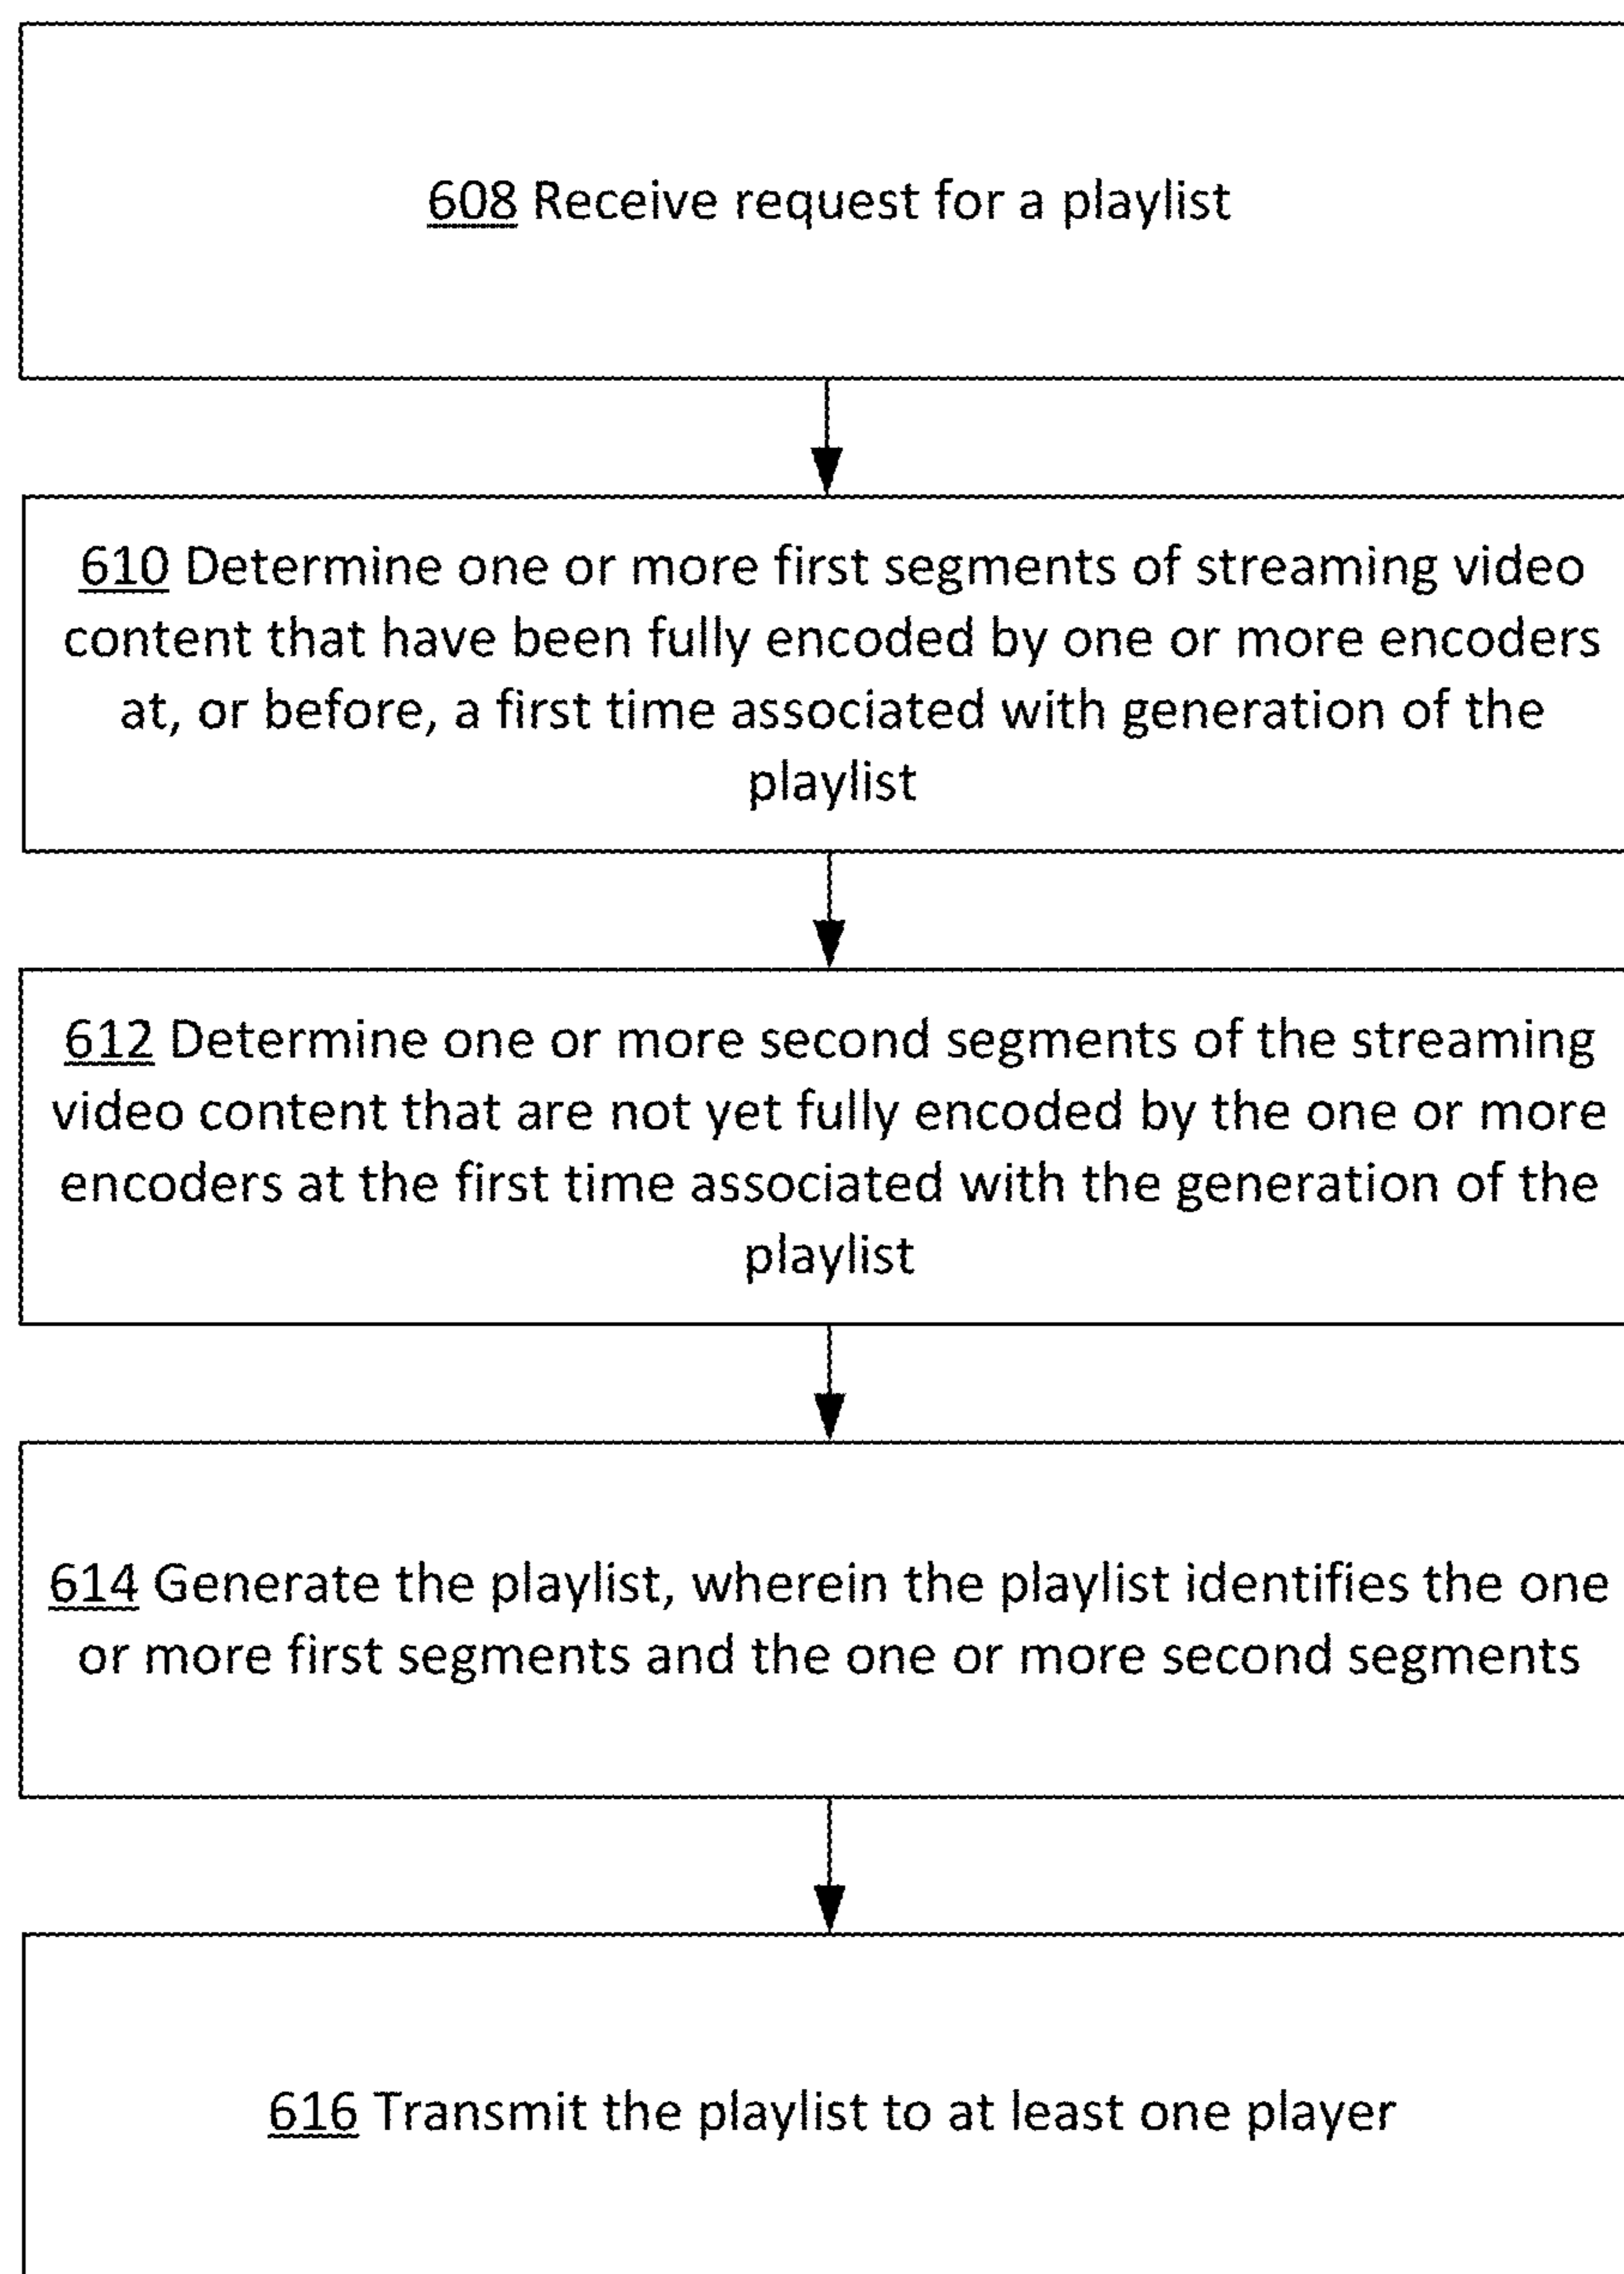 608 Receive request for a playlist
610 Determine one or more first segments of streaming video
content that have been fully encoded by one or more encoders
at, or before, a first time associated with generation of the
playlist
612 Determine one or more second segments of the streaming
video content that are not yet fully encoded by the one or more
encoders at the first time associated with the generation of the
playlist
614 Generate the playlist, wherein the playlist identifies the one
or more first segments and the one or more second segments
616 Transmit the playlist to at least one player